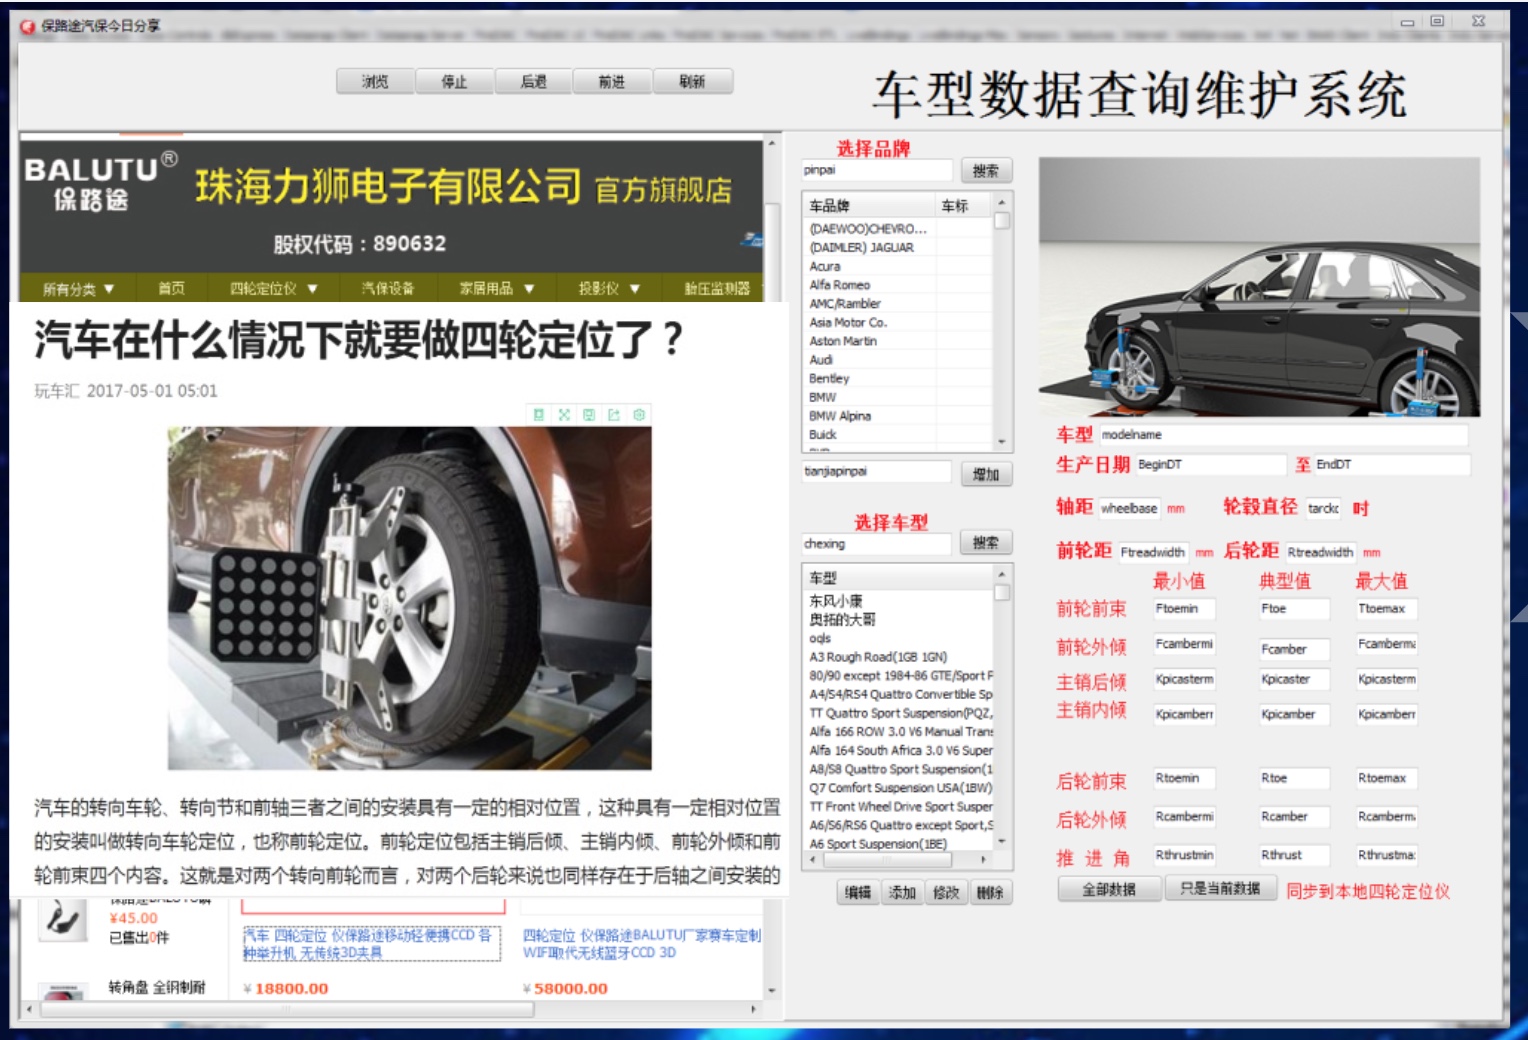 保路途汽保今日分享
浏览 停止 后退 前进 刷新
车型数据查询维护系统
BALUTU®
保路途
珠海力狮电子有限公司 官方旗舰店
股权代码：890632
所有分类 ▼ 首页 四轮定位仪 ▼ 汽保设备 家居用品 ▼ 投影仪 ▼ 胎压监测器
汽车在什么情况下就要做四轮定位了？
玩车汇 2017-05-01 05:01
汽车的转向车轮、转向节和前轴三者之间的安装具有一定的相对位置，这种具有一定相对位置
的安装叫做转向车轮定位，也称前轮定位。前轮定位包括主销后倾、主销内倾、前轮外倾和前
轮前束四个内容。这就是对两个转向前轮而言，对两个后轮来说也同样存在于后轴之间安装的
¥45.00
已售出0件
转角盘 全钢制耐
汽车 四轮定位 仪保路途移动轻便携CCD 各
种举升机 无传统3D夹具
¥18800.00
四轮定位 仪保路途BALUTU厂家赛车定制
WIFI取代无线蓝牙CCD 3D
¥58000.00
选择品牌
pinpai 搜索
车品牌 车标
(DAEWOO)CHEVRO...
(DAIMLER) JAGUAR
Acura
Alfa Romeo
AMC/Rambler
Asia Motor Co.
Aston Martin
Audi
Bentley
BMW
BMW Alpina
Buick
tianjiapinpai 增加
选择车型
chexing 搜索
车型
东风小康
奥拓的大哥
oqls
A3 Rough Road(1GB 1GN)
80/90 except 1984-86 GTE/Sport F
A4/S4/RS4 Quattro Convertible Sp
TT Quattro Sport Suspension(PQZ,
Alfa 166 ROW 3.0 V6 Manual Trans
Alfa 164 South Africa 3.0 V6 Super
A8/S8 Quattro Sport Suspension(1
Q7 Comfort Suspension USA(1BW)
TT Front Wheel Drive Sport Susper
A6/S6/RS6 Quattro except Sport,S
A6 Sport Suspension(1BE)
编辑 添加 修改 删除
车型 modelname
生产日期 BeginDT 至 EndDT
轴距 wheelbase mm 轮毂直径 tarckc 时
前轮距 Ftreadwidth mm 后轮距 Rtreadwidth mm
最小值 典型值 最大值
前轮前束 Ftoemin Ftoe Ttoemax
前轮外倾 Fcambermi Fcamber Fcamberma
主销后倾 Kpicasterm Kpicaster Kpicasterm
主销内倾 Kpicamberr Kpicamber Kpicamberr
后轮前束 Rtoemin Rtoe Rtoemax
后轮外倾 Rcambermi Rcamber Rcamberm
推 进 角 Rthrustmin Rthrust Rthrustma
全部数据 只是当前数据 同步到本地四轮定位仪